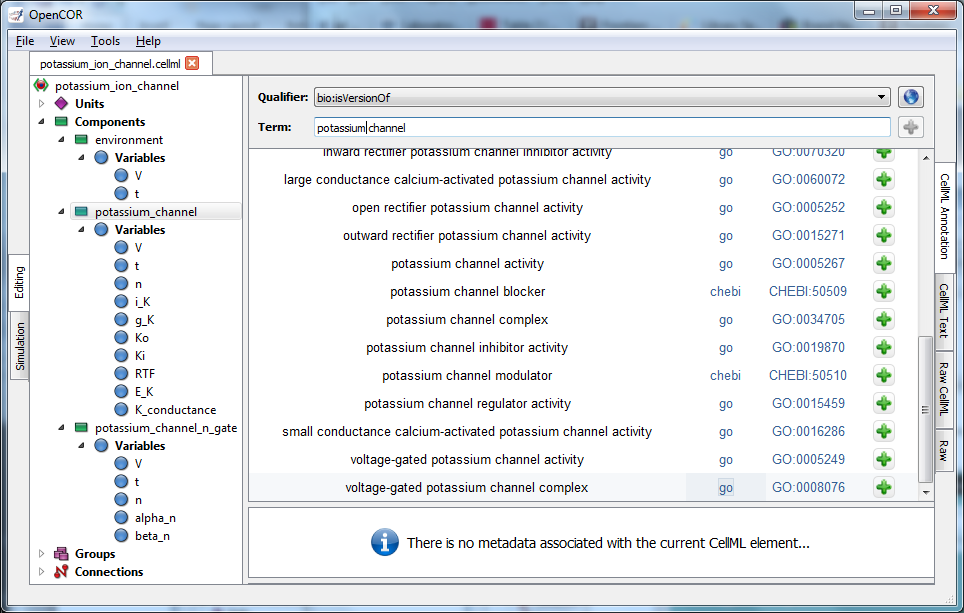 OpenCOR
File View Tools Help
potassium_ion_channel.cellml
potassium_ion_channel
Units
Components
environment
Variables
V
t
potassium_channel
Variables
V
t
n
i_K
g_K
Ko
Ki
RTF
E_K
K_conductance
potassium_channel_n_gate
Variables
V
t
n
alpha_n
beta_n
Groups
Connections
Editing
Simulation
Qualifier: bio:isVersionOf
Term: potassium channel
inward rectifier potassium channel inhibitor activity go GO:0070320
large conductance calcium-activated potassium channel activity go GO:0060072
open rectifier potassium channel activity go GO:0005252
outward rectifier potassium channel activity go GO:0015271
potassium channel activity go GO:0005267
potassium channel blocker chebi CHEBI:50509
potassium channel complex go GO:0034705
potassium channel inhibitor activity go GO:0019870
potassium channel modulator chebi CHEBI:50510
potassium channel regulator activity go GO:0015459
small conductance calcium-activated potassium channel activity go GO:0016286
voltage-gated potassium channel activity go GO:0005249
voltage-gated potassium channel complex go GO:0008076
There is no metadata associated with the current CellML element...
CellML Annotation
CellML Text
Raw CellML
Raw